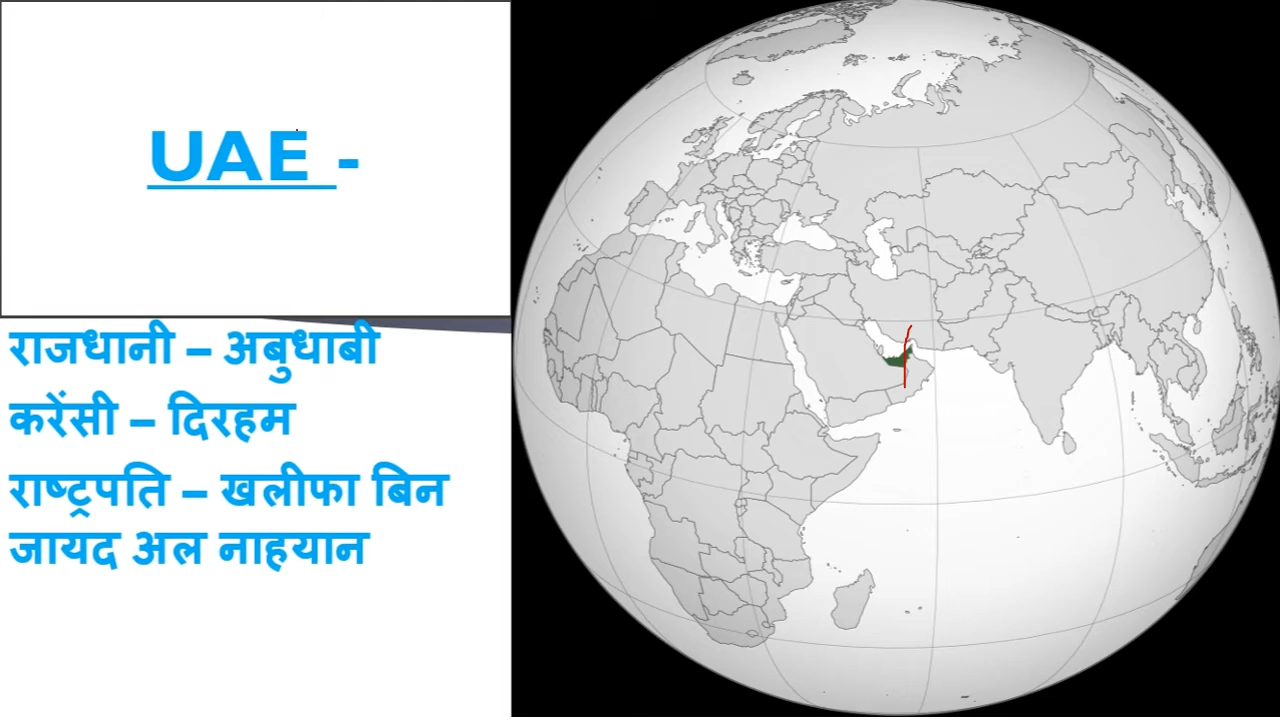 UAE -
राजधानी – अबुधाबी
करेंसी – दिरहम
राष्ट्रपति – खलीफा बिन
जायद अल नाहयान